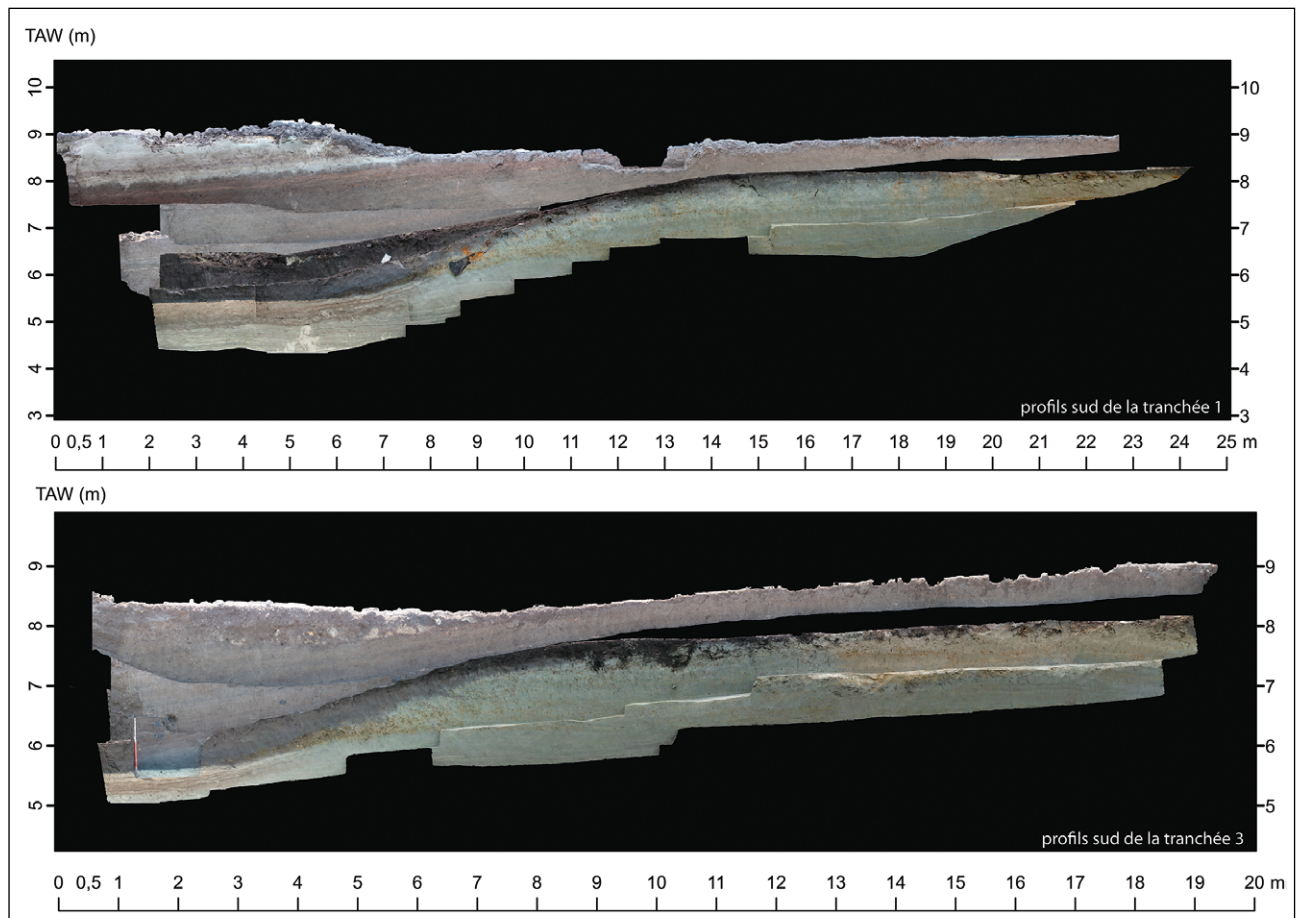 TAW (m)
10 10
9 9
8 8
7 7
6 6
5 5
4 4
3 3
profils sud de la tranchée 1
0 0,5 1 2 3 4 5 6 7 8 9 10 11 12 13 14 15 16 17 18 19 20 21 22 23 24 25 m
TAW (m)
9 9
8 8
7 7
6 6
5 5
profils sud de la tranchée 3
0 0,5 1 2 3 4 5 6 7 8 9 10 11 12 13 14 15 16 17 18 19 20 m